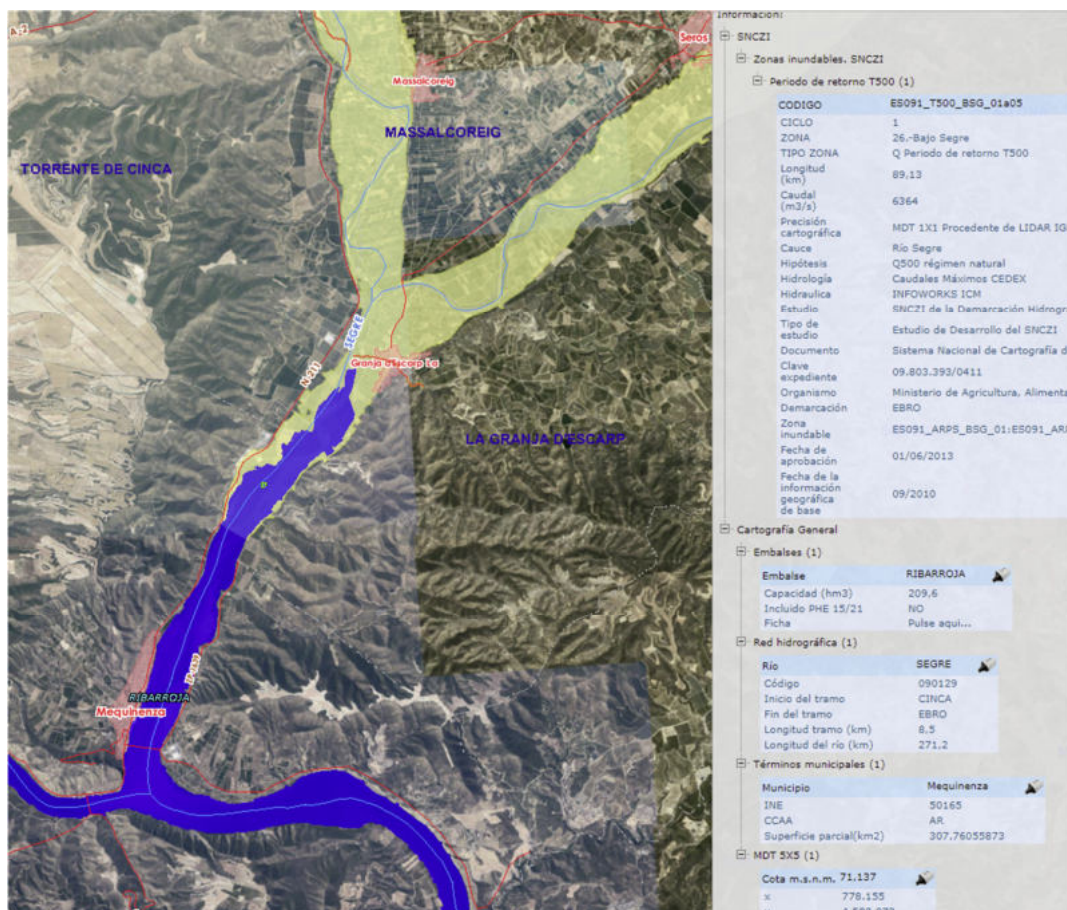 A-2
Seros
Massalcoreig
MASSALCOREIG
TORRENTE DE CINCA
SEGRE
N-211
Granja d'escarp La
LA GRANJA D'ESCARP
RIBARROJA
Mequinenza
Información:
SNCZI
Zonas inundables. SNCZI
Periodo de retorno T500 (1)
CODIGO ES091_T500_BSG_01a05
CICLO 1
ZONA 26.-Bajo Segre
TIPO ZONA Q Periodo de retorno T500
Longitud
(km) 89,13
Caudal
(m3/s) 6364
Precisión
cartográfica MDT 1X1 Procedente de LIDAR IG
Cauce Río Segre
Hipótesis Q500 régimen natural
Hidrología Caudales Máximos CEDEX
Hidraulica INFOWORKS ICM
Estudio SNCZI de la Demarcación Hidrogr
Tipo de
estudio Estudio de Desarrollo del SNCZI
Documento Sistema Nacional de Cartografía d
Clave
expediente 09.803.393/0411
Organismo Ministerio de Agricultura, Alimenta
Demarcación EBRO
Zona
inundable ES091_ARPS_BSG_01:ES091_ARP
Fecha de
aprobación 01/06/2013
Fecha de la
información
geográfica
de base 09/2010
Cartografía General
Embalses (1)
Embalse RIBARROJA
Capacidad (hm3) 209,6
Incluido PHE 15/21 NO
Ficha Pulse aqui...
Red hidrográfica (1)
Río SEGRE
Código 090129
Inicio del tramo CINCA
Fin del tramo EBRO
Longitud tramo (km) 8,5
Longitud del río (km) 271,2
Términos municipales (1)
Municipio Mequinenza
INE 50165
CCAA AR
Superficie parcial(km2) 307.76055873
MDT 5X5 (1)
Cota m.s.n.m. 71,137
x 778.155